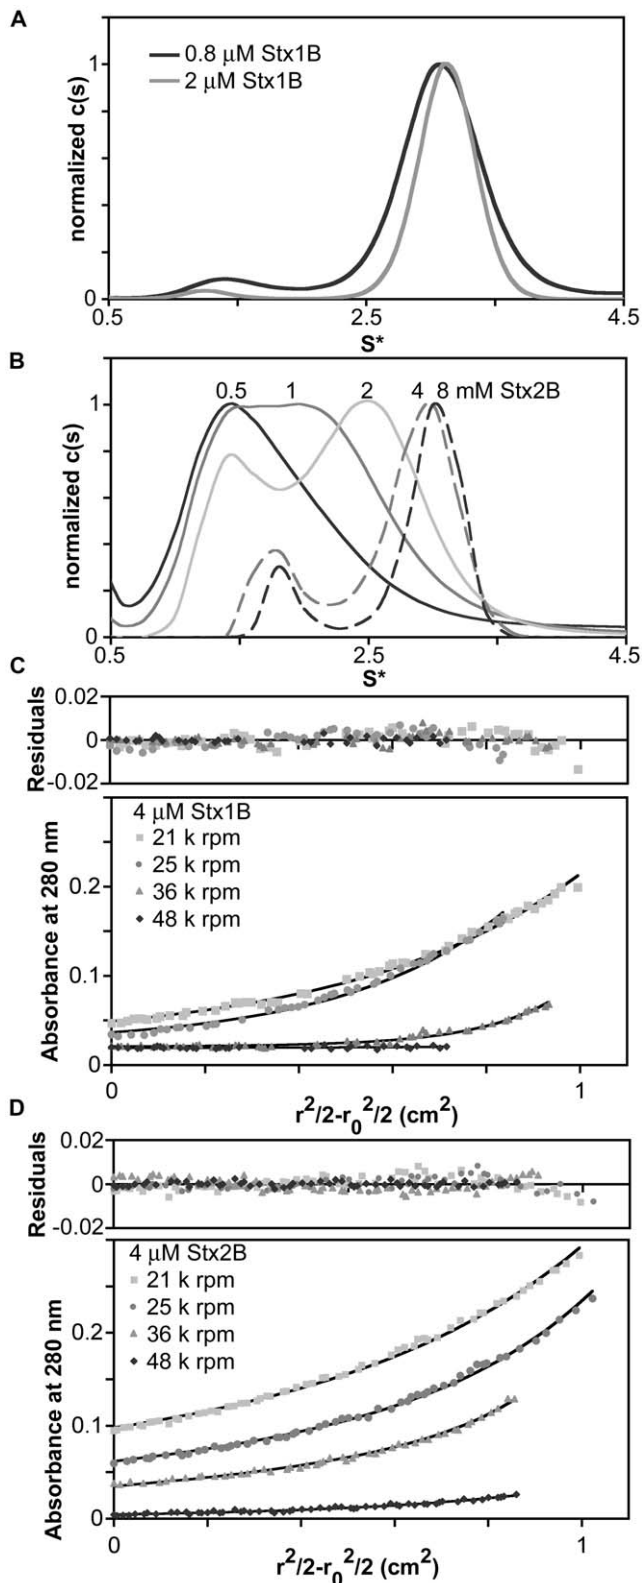 A
normalized c(s)
1
0
0.8 μM Stx1B
2 μM Stx1B
0.5
2.5
4.5
S*
B
normalized c(s)
1
0
0.5 1 2 4 8 mM Stx2B
0.5
2.5
4.5
S*
C
Residuals
0.02
0
-0.02
Absorbance at 280 nm
0.2
0.1
0
4 μM Stx1B
21 k rpm
25 k rpm
36 k rpm
48 k rpm
0
1
r²/2-r₀²/2 (cm²)
D
Residuals
0.02
0
-0.02
Absorbance at 280 nm
0.2
0.1
0
4 μM Stx2B
21 k rpm
25 k rpm
36 k rpm
48 k rpm
0
1
r²/2-r₀²/2 (cm²)